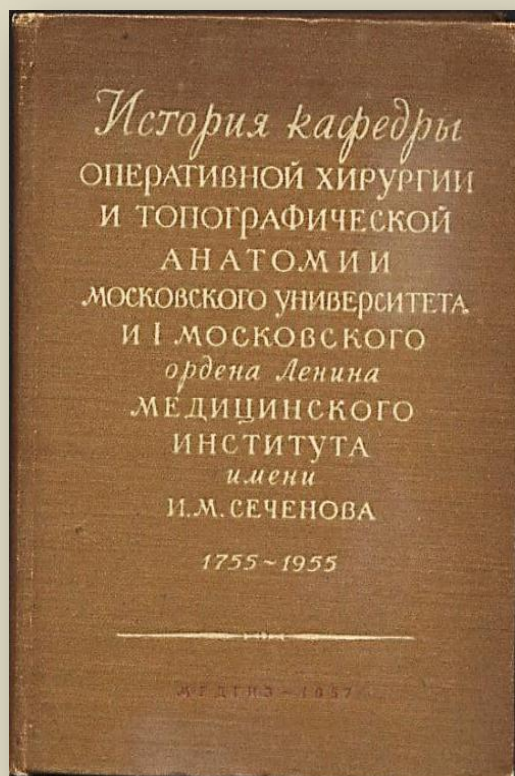 История кафедры
ОПЕРАТИВНОЙ ХИРУРГИИ
И ТОПОГРАФИЧЕСКОЙ
АНАТОМИИ
МОСКОВСКОГО УНИВЕРСИТЕТА
И I МОСКОВСКОГО
ордена Ленина
МЕДИЦИНСКОГО
ИНСТИТУТА
имени
И.М. СЕЧЕНОВА
1755~1955
МЕДГИЗ - 1957